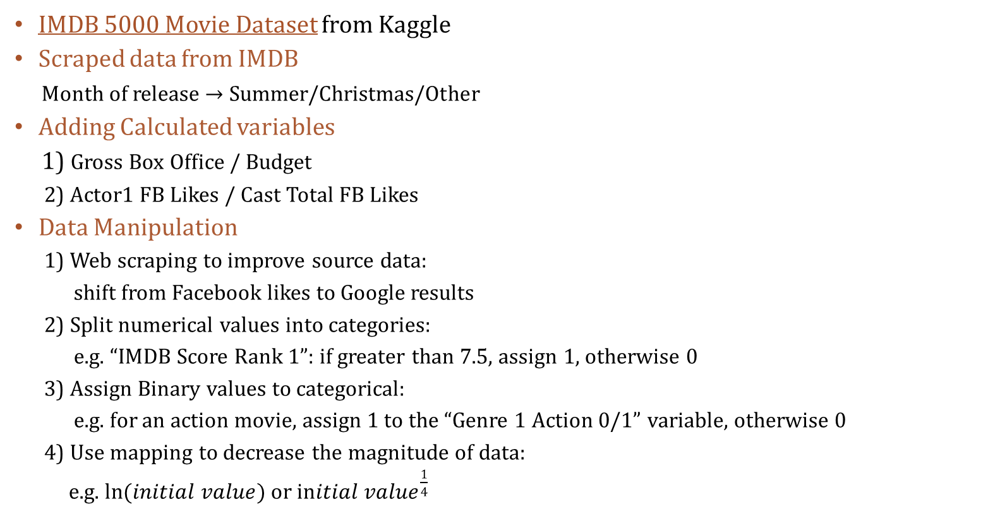 • IMDB 5000 Movie Dataset from Kaggle
• Scraped data from IMDB
Month of release → Summer/Christmas/Other
• Adding Calculated variables
1) Gross Box Office / Budget
2) Actor1 FB Likes / Cast Total FB Likes
• Data Manipulation
1) Web scraping to improve source data:
shift from Facebook likes to Google results
2) Split numerical values into categories:
e.g. “IMDB Score Rank 1”: if greater than 7.5, assign 1, otherwise 0
3) Assign Binary values to categorical:
e.g. for an action movie, assign 1 to the “Genre 1 Action 0/1” variable, otherwise 0
4) Use mapping to decrease the magnitude of data:
e.g. ln(initial value) or initial value^(1/4)